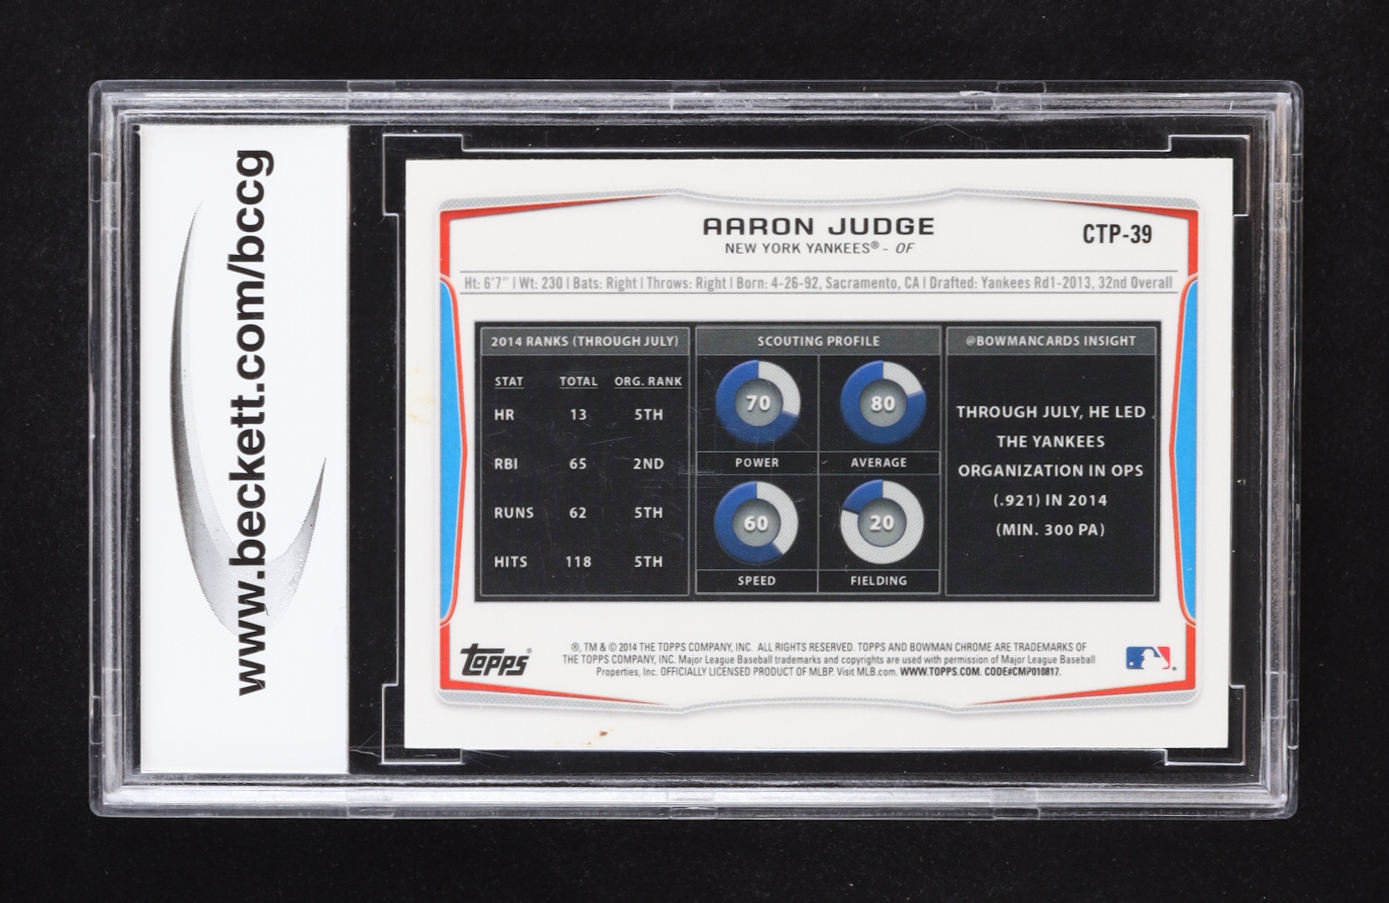 www.beckett.com/bccg
AARON JUDGE
NEW YORK YANKEES® - OF
CTP-39
Ht: 6'7" | Wt: 230 | Bats: Right | Throws: Right | Born: 4-26-92, Sacramento, CA | Drafted: Yankees Rd1-2013, 32nd Overall
2014 RANKS (THROUGH JULY)
STAT TOTAL ORG. RANK
HR 13 5TH
RBI 65 2ND
RUNS 62 5TH
HITS 118 5TH
SCOUTING PROFILE
70
POWER
80
AVERAGE
60
SPEED
20
FIELDING
@BOWMANCARDS INSIGHT
THROUGH JULY, HE LED
THE YANKEES
ORGANIZATION IN OPS
(.921) IN 2014
(MIN. 300 PA)
topps®
®, TM & © 2014 THE TOPPS COMPANY, INC. ALL RIGHTS RESERVED. TOPPS AND BOWMAN CHROME ARE TRADEMARKS OF
THE TOPPS COMPANY, INC. Major League Baseball trademarks and copyrights are used with permission of Major League Baseball
Properties, Inc. OFFICIALLY LICENSED PRODUCT OF MLBP. Visit MLB.com. WWW.TOPPS.COM. CODE#CMP010817.